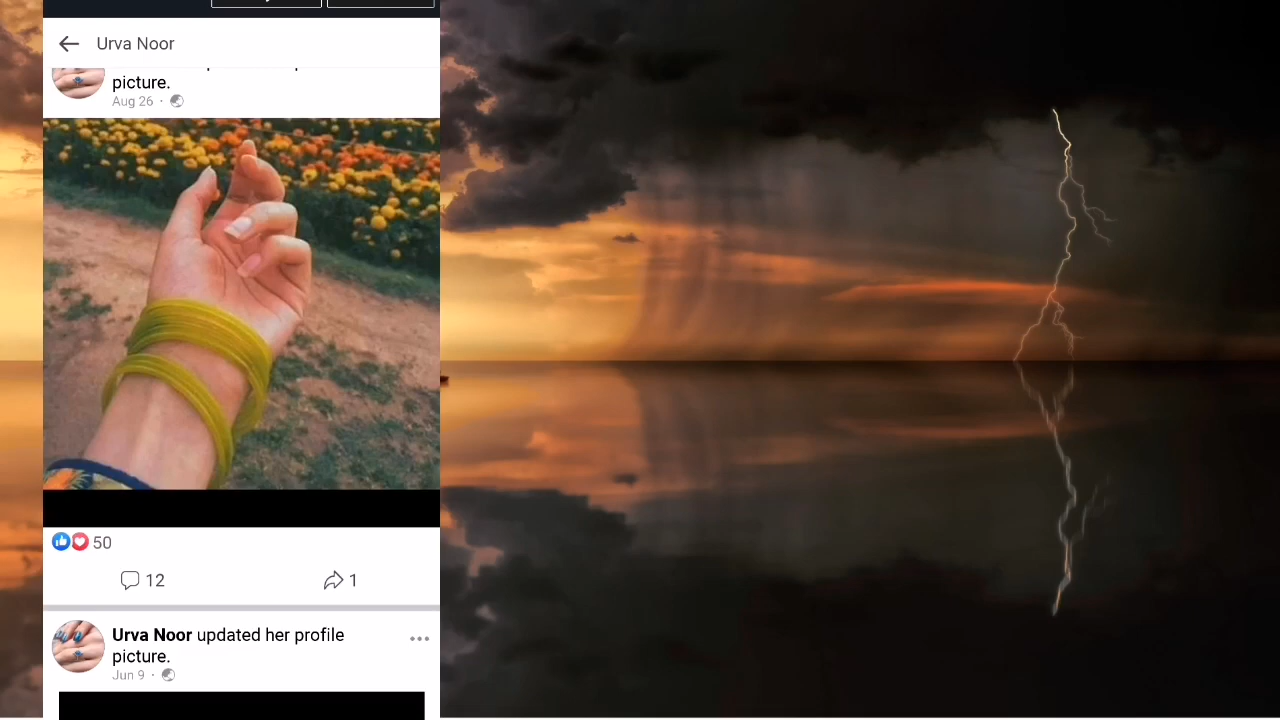 Urva Noor
picture.
Aug 26 ·
50
12
1
Urva Noor updated her profile
picture.
Jun 9 ·